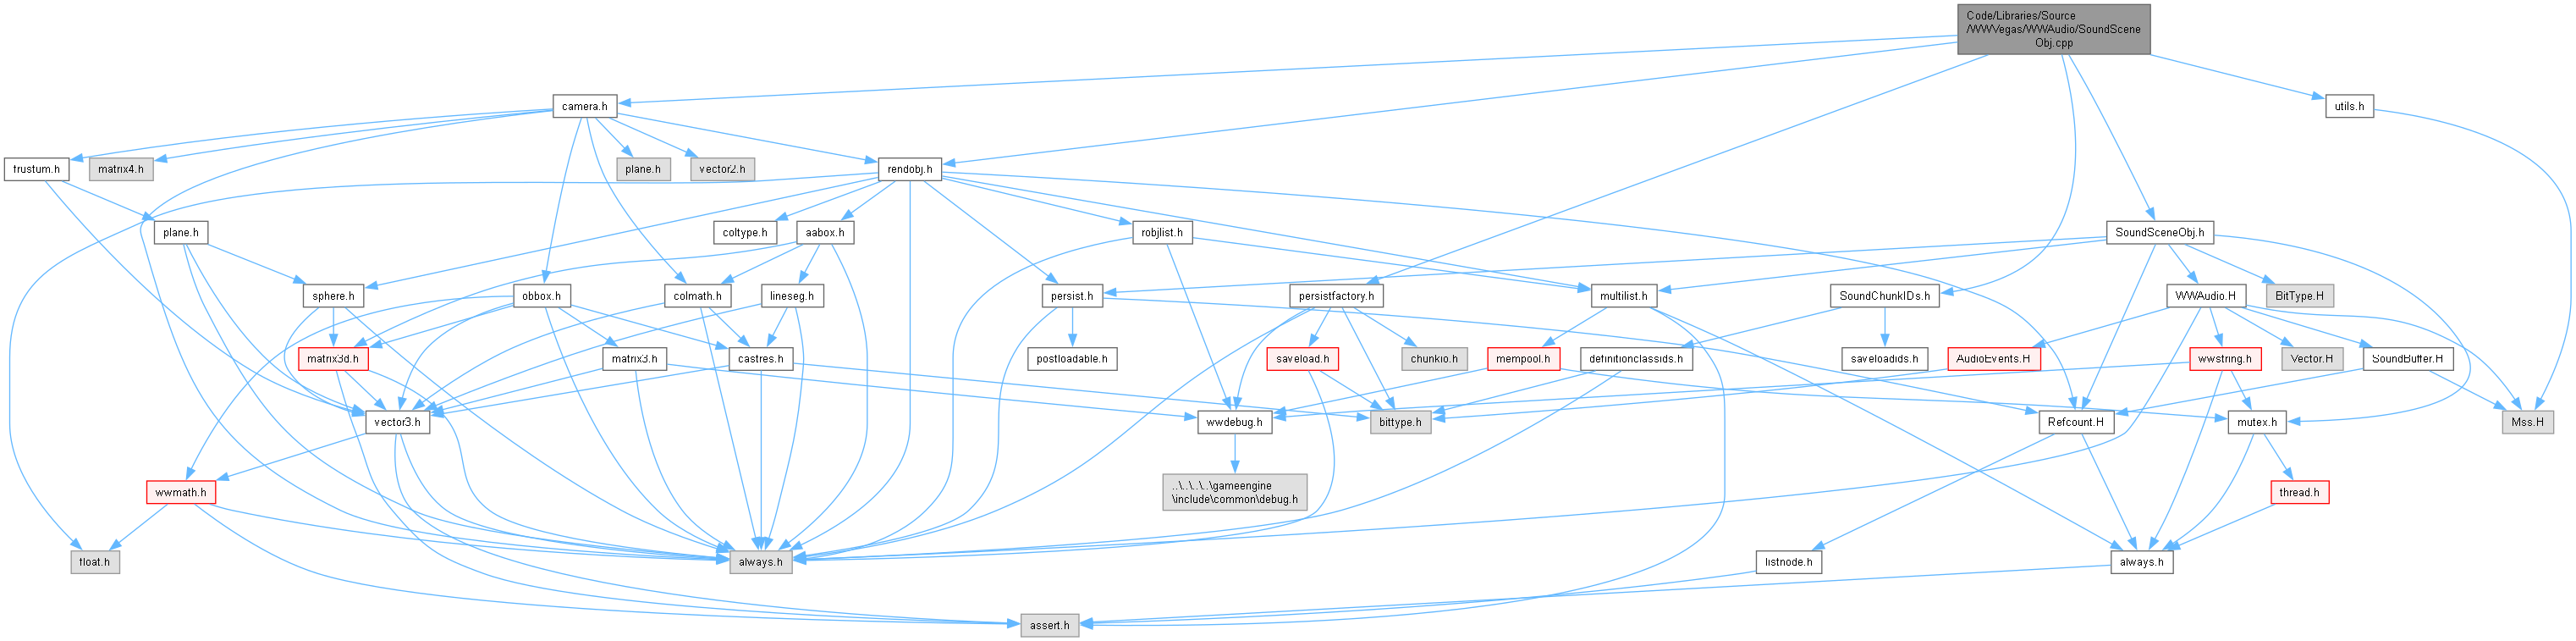 Code/Libraries/Source
/WWVegas/WWAudio/SoundScene
Obj.cpp
camera.h
utils.h
frustum.h
matrix4.h
plane.h
vector2.h
rendobj.h
plane.h
coltype.h
aabox.h
robjlist.h
SoundSceneObj.h
sphere.h
obbox.h
colmath.h
lineseg.h
persist.h
persistfactory.h
multilist.h
SoundChunkIDs.h
WWAudio.H
BitType.H
matrix3d.h
matrix3.h
castres.h
postloadable.h
saveload.h
chunkio.h
mempool.h
definitionclassids.h
saveloadids.h
AudioEvents.H
wwstring.h
Vector.H
SoundBuffer.H
vector3.h
wwdebug.h
bittype.h
Refcount.H
mutex.h
Mss.H
wwmath.h
..\..\..\..\gameengine
\include\common\debug.h
thread.h
float.h
always.h
listnode.h
always.h
assert.h